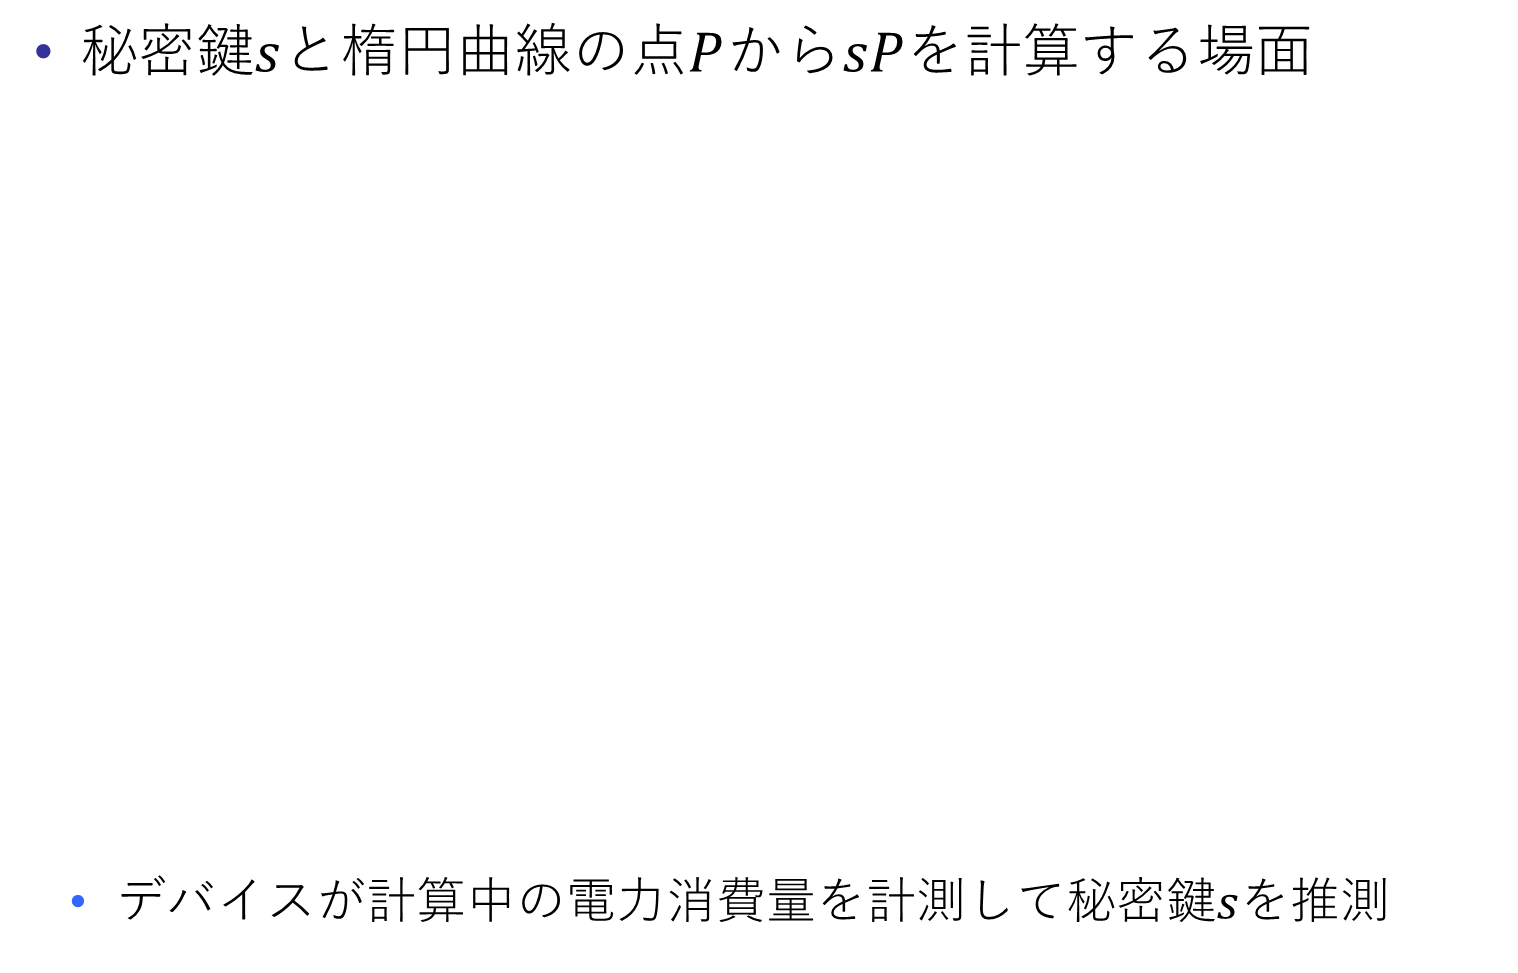 • 秘密鍵sと楕円曲線の点PからsPを計算する場面
• デバイスが計算中の電力消費量を計測して秘密鍵sを推測